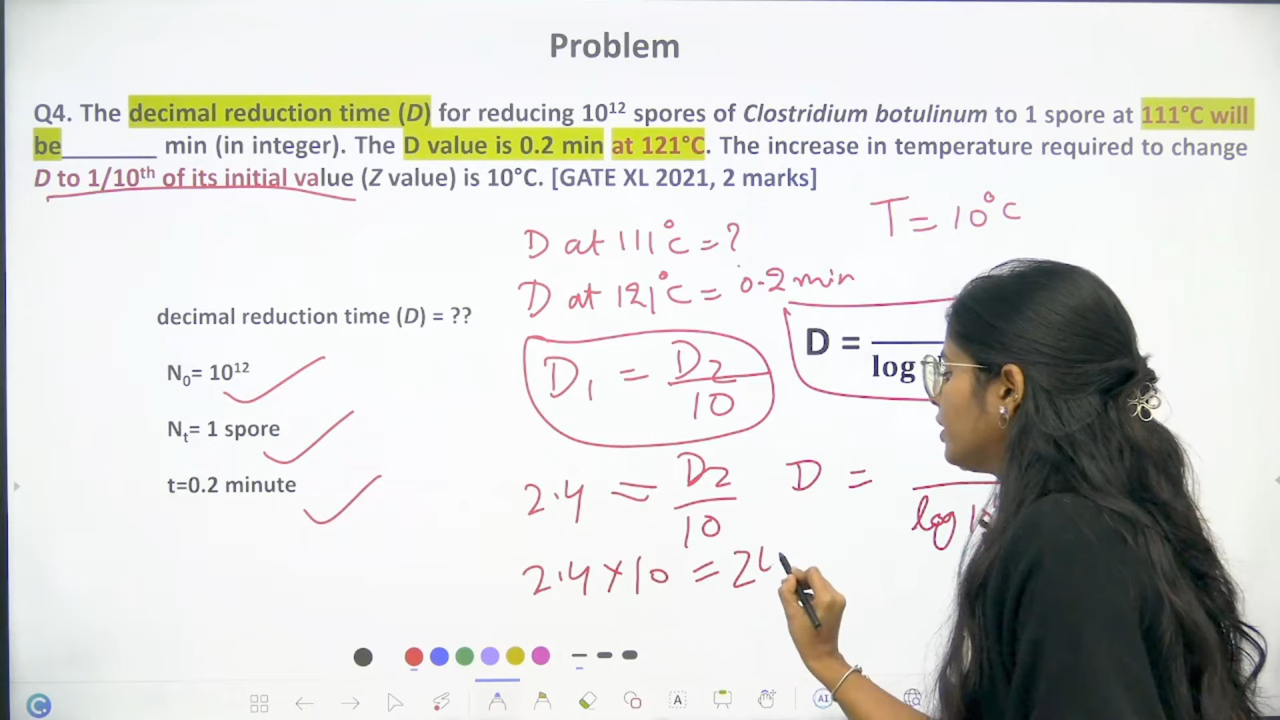 Problem
Q4. The decimal reduction time (D) for reducing 10¹² spores of Clostridium botulinum to 1 spore at 111°C will
be________ min (in integer). The D value is 0.2 min at 121°C. The increase in temperature required to change
D to 1/10ᵗʰ of its initial value (Z value) is 10°C. [GATE XL 2021, 2 marks]
T = 10°C
D at 111°C = ?
D at 121°C = 0.2 min
decimal reduction time (D) = ??
D =
log
N₀= 10¹²
D₁ = D₂/10
Nₜ= 1 spore
t=0.2 minute
2.4 = D₂/10
D =
log
2.4 × 10 = 24
A
AI